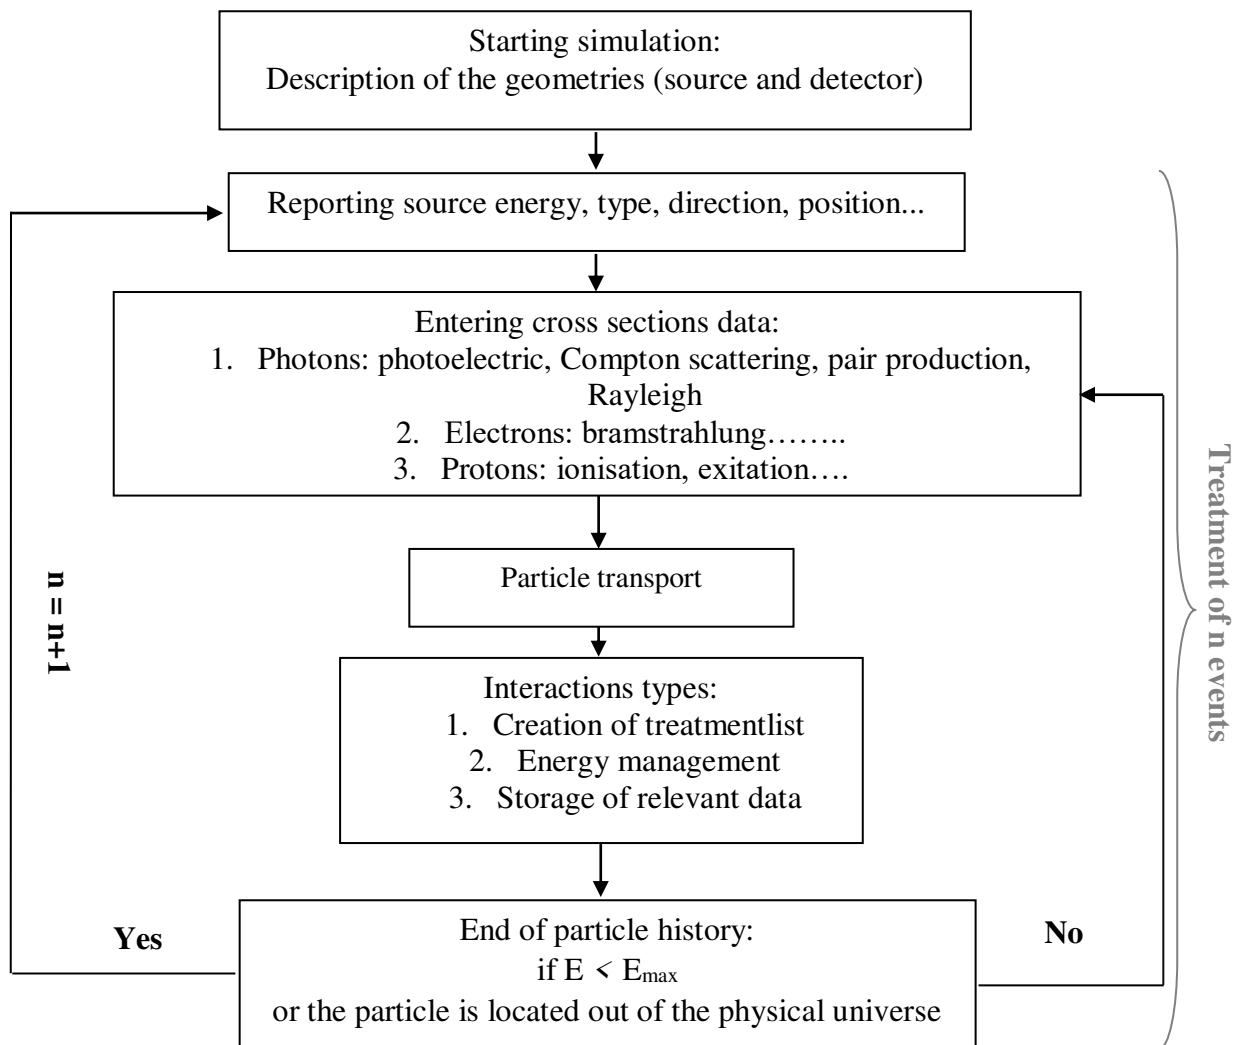 Starting simulation:
Description of the geometries (source and detector)
Reporting source energy, type, direction, position...
Entering cross sections data:
1. Photons: photoelectric, Compton scattering, pair production,
Rayleigh
2. Electrons: bramstrahlung……..
3. Protons: ionisation, exitation….
Particle transport
n = n+1
Treatment of n events
Interactions types:
1. Creation of treatmentlist
2. Energy management
3. Storage of relevant data
Yes
No
End of particle history:
if E < Emax
or the particle is located out of the physical universe